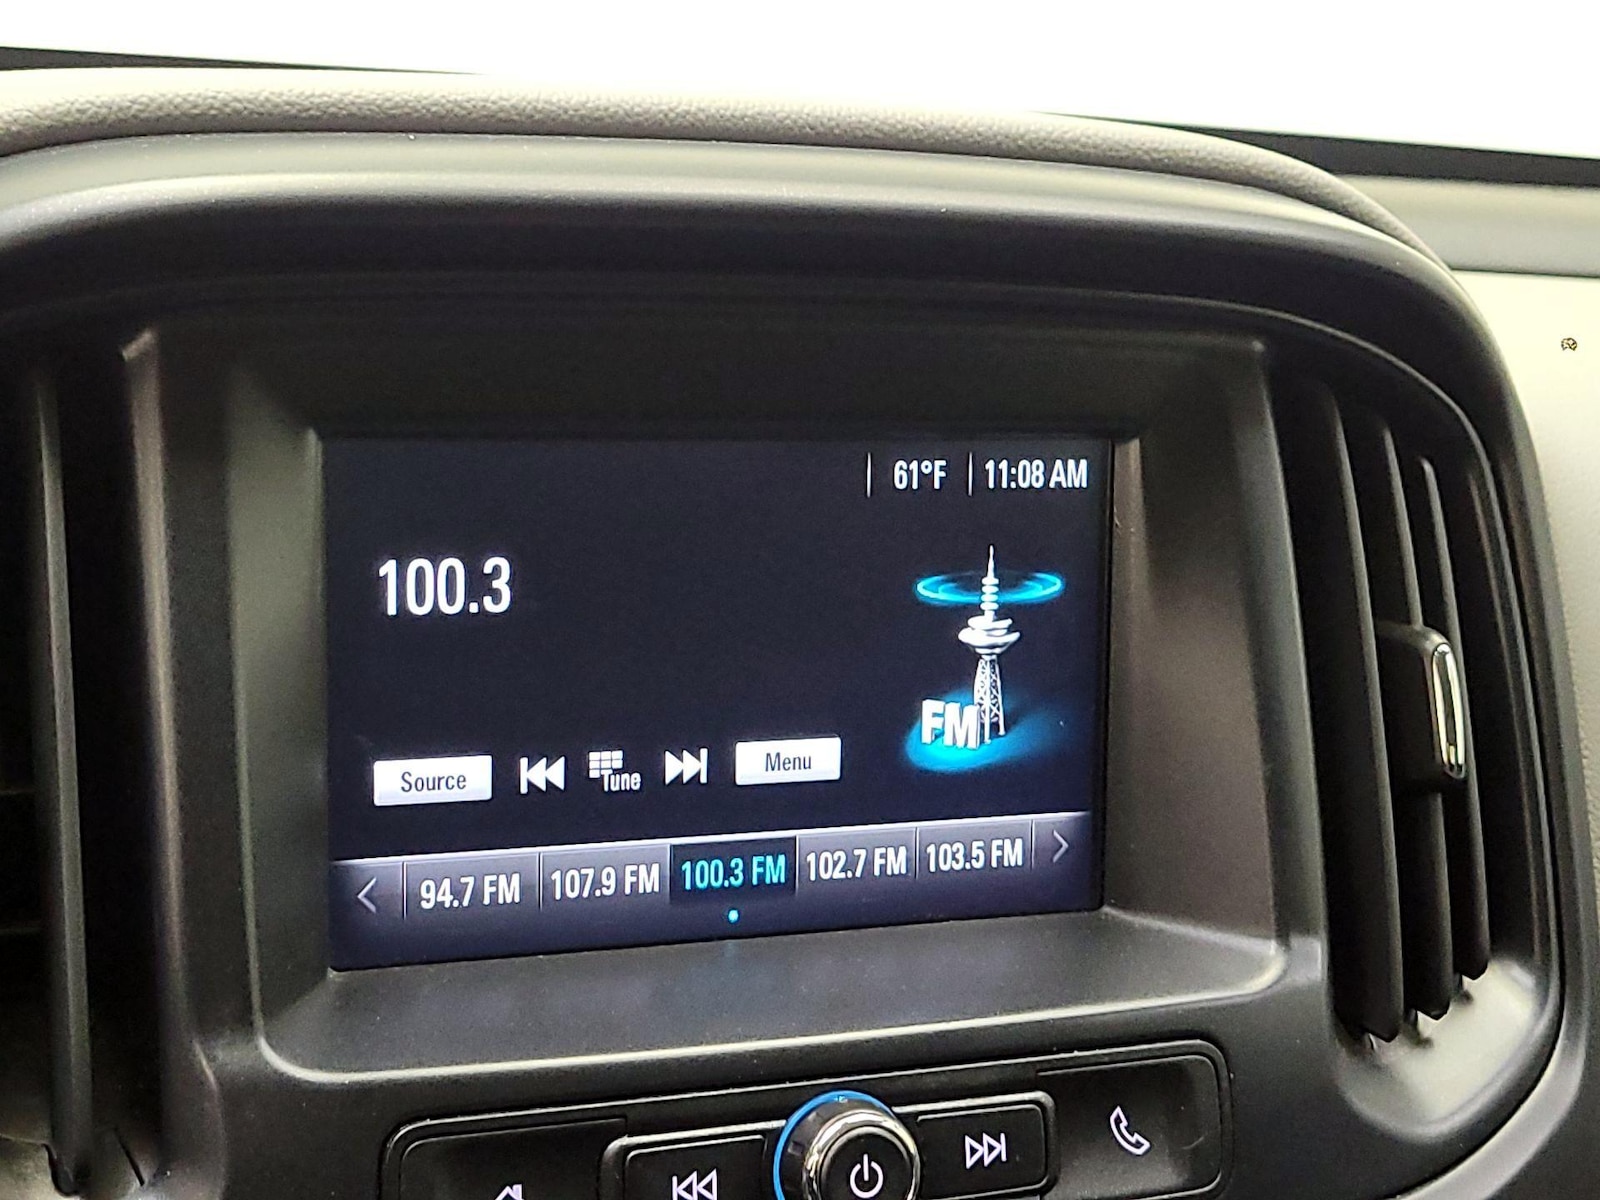 61°F 11:08 AM
100.3
FM
Source Tune Menu
94.7 FM 107.9 FM 100.3 FM 102.7 FM 103.5 FM